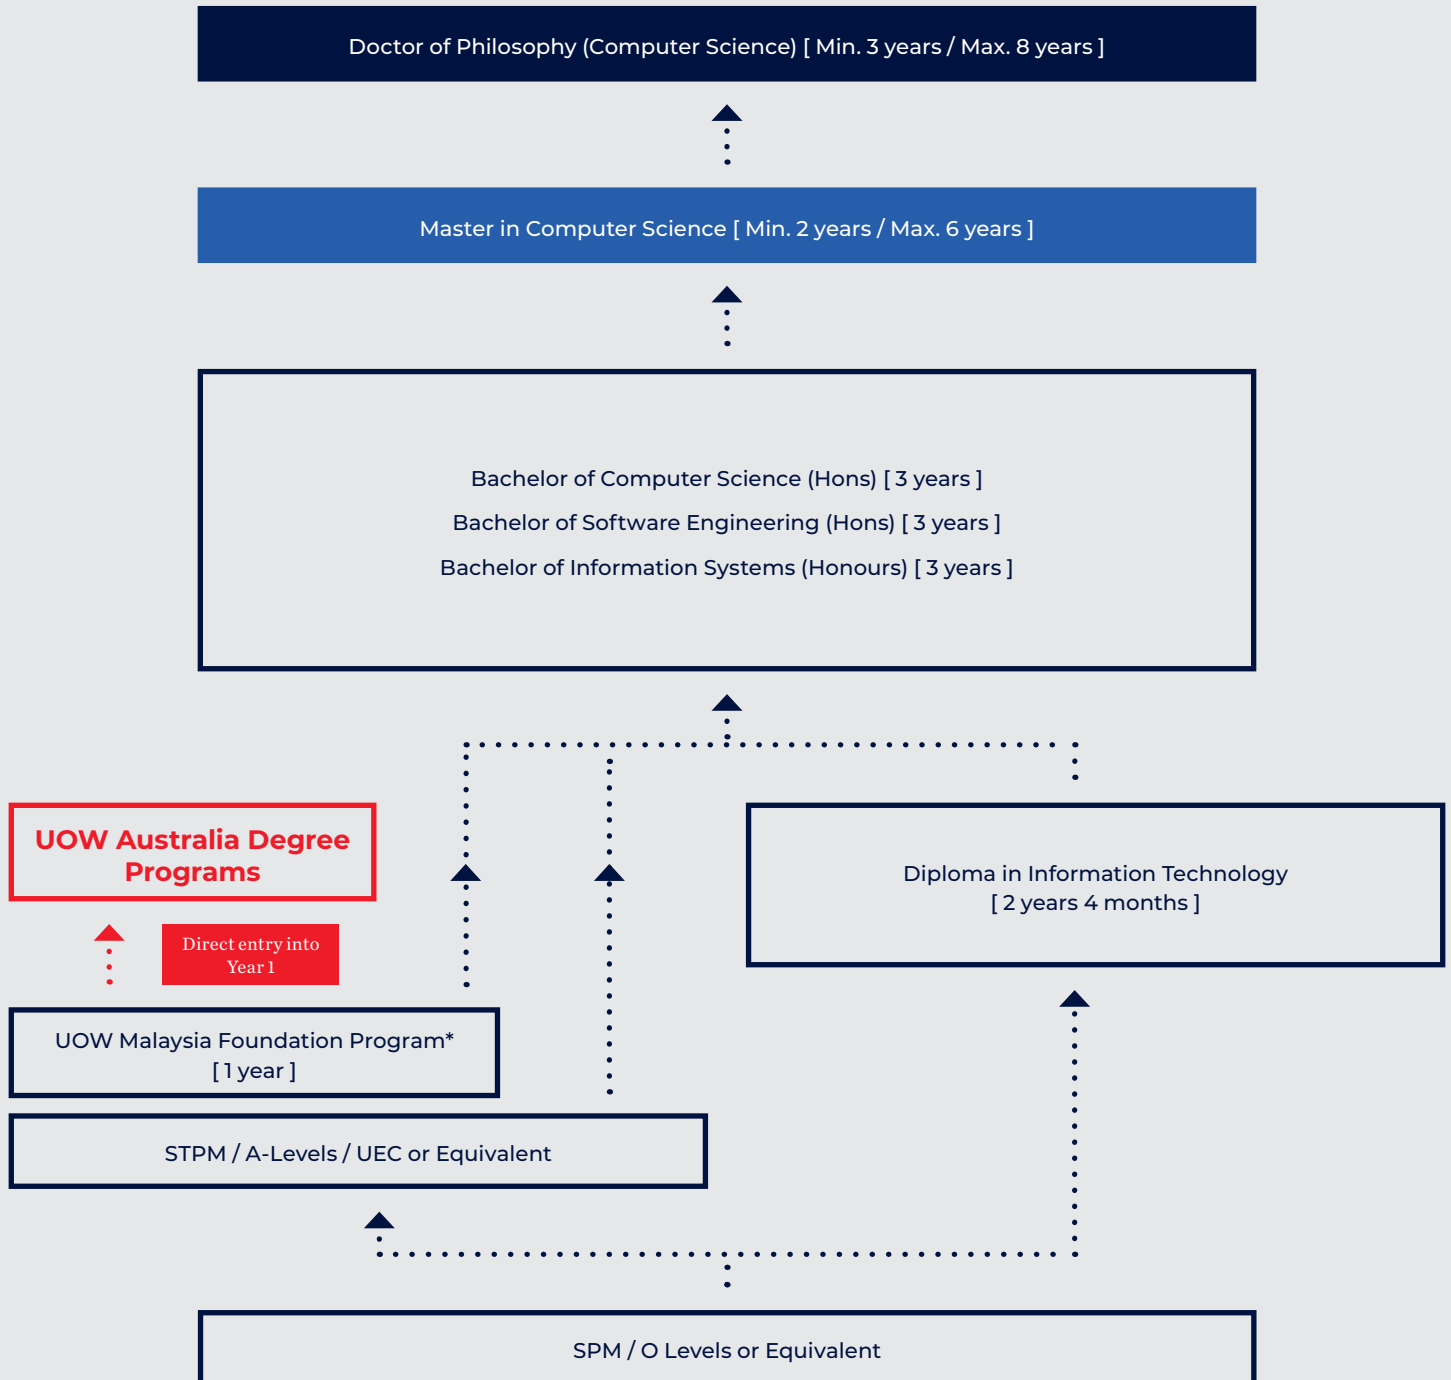 Doctor of Philosophy (Computer Science) [ Min. 3 years / Max. 8 years ]
Master in Computer Science [ Min. 2 years / Max. 6 years ]
Bachelor of Computer Science (Hons) [ 3 years ]
Bachelor of Software Engineering (Hons) [ 3 years ]
Bachelor of Information Systems (Honours) [ 3 years ]
UOW Australia Degree
Programs
Direct entry into
Year 1
Diploma in Information Technology
[ 2 years 4 months ]
UOW Malaysia Foundation Program*
[ 1 year ]
STPM / A-Levels / UEC or Equivalent
SPM / O Levels or Equivalent